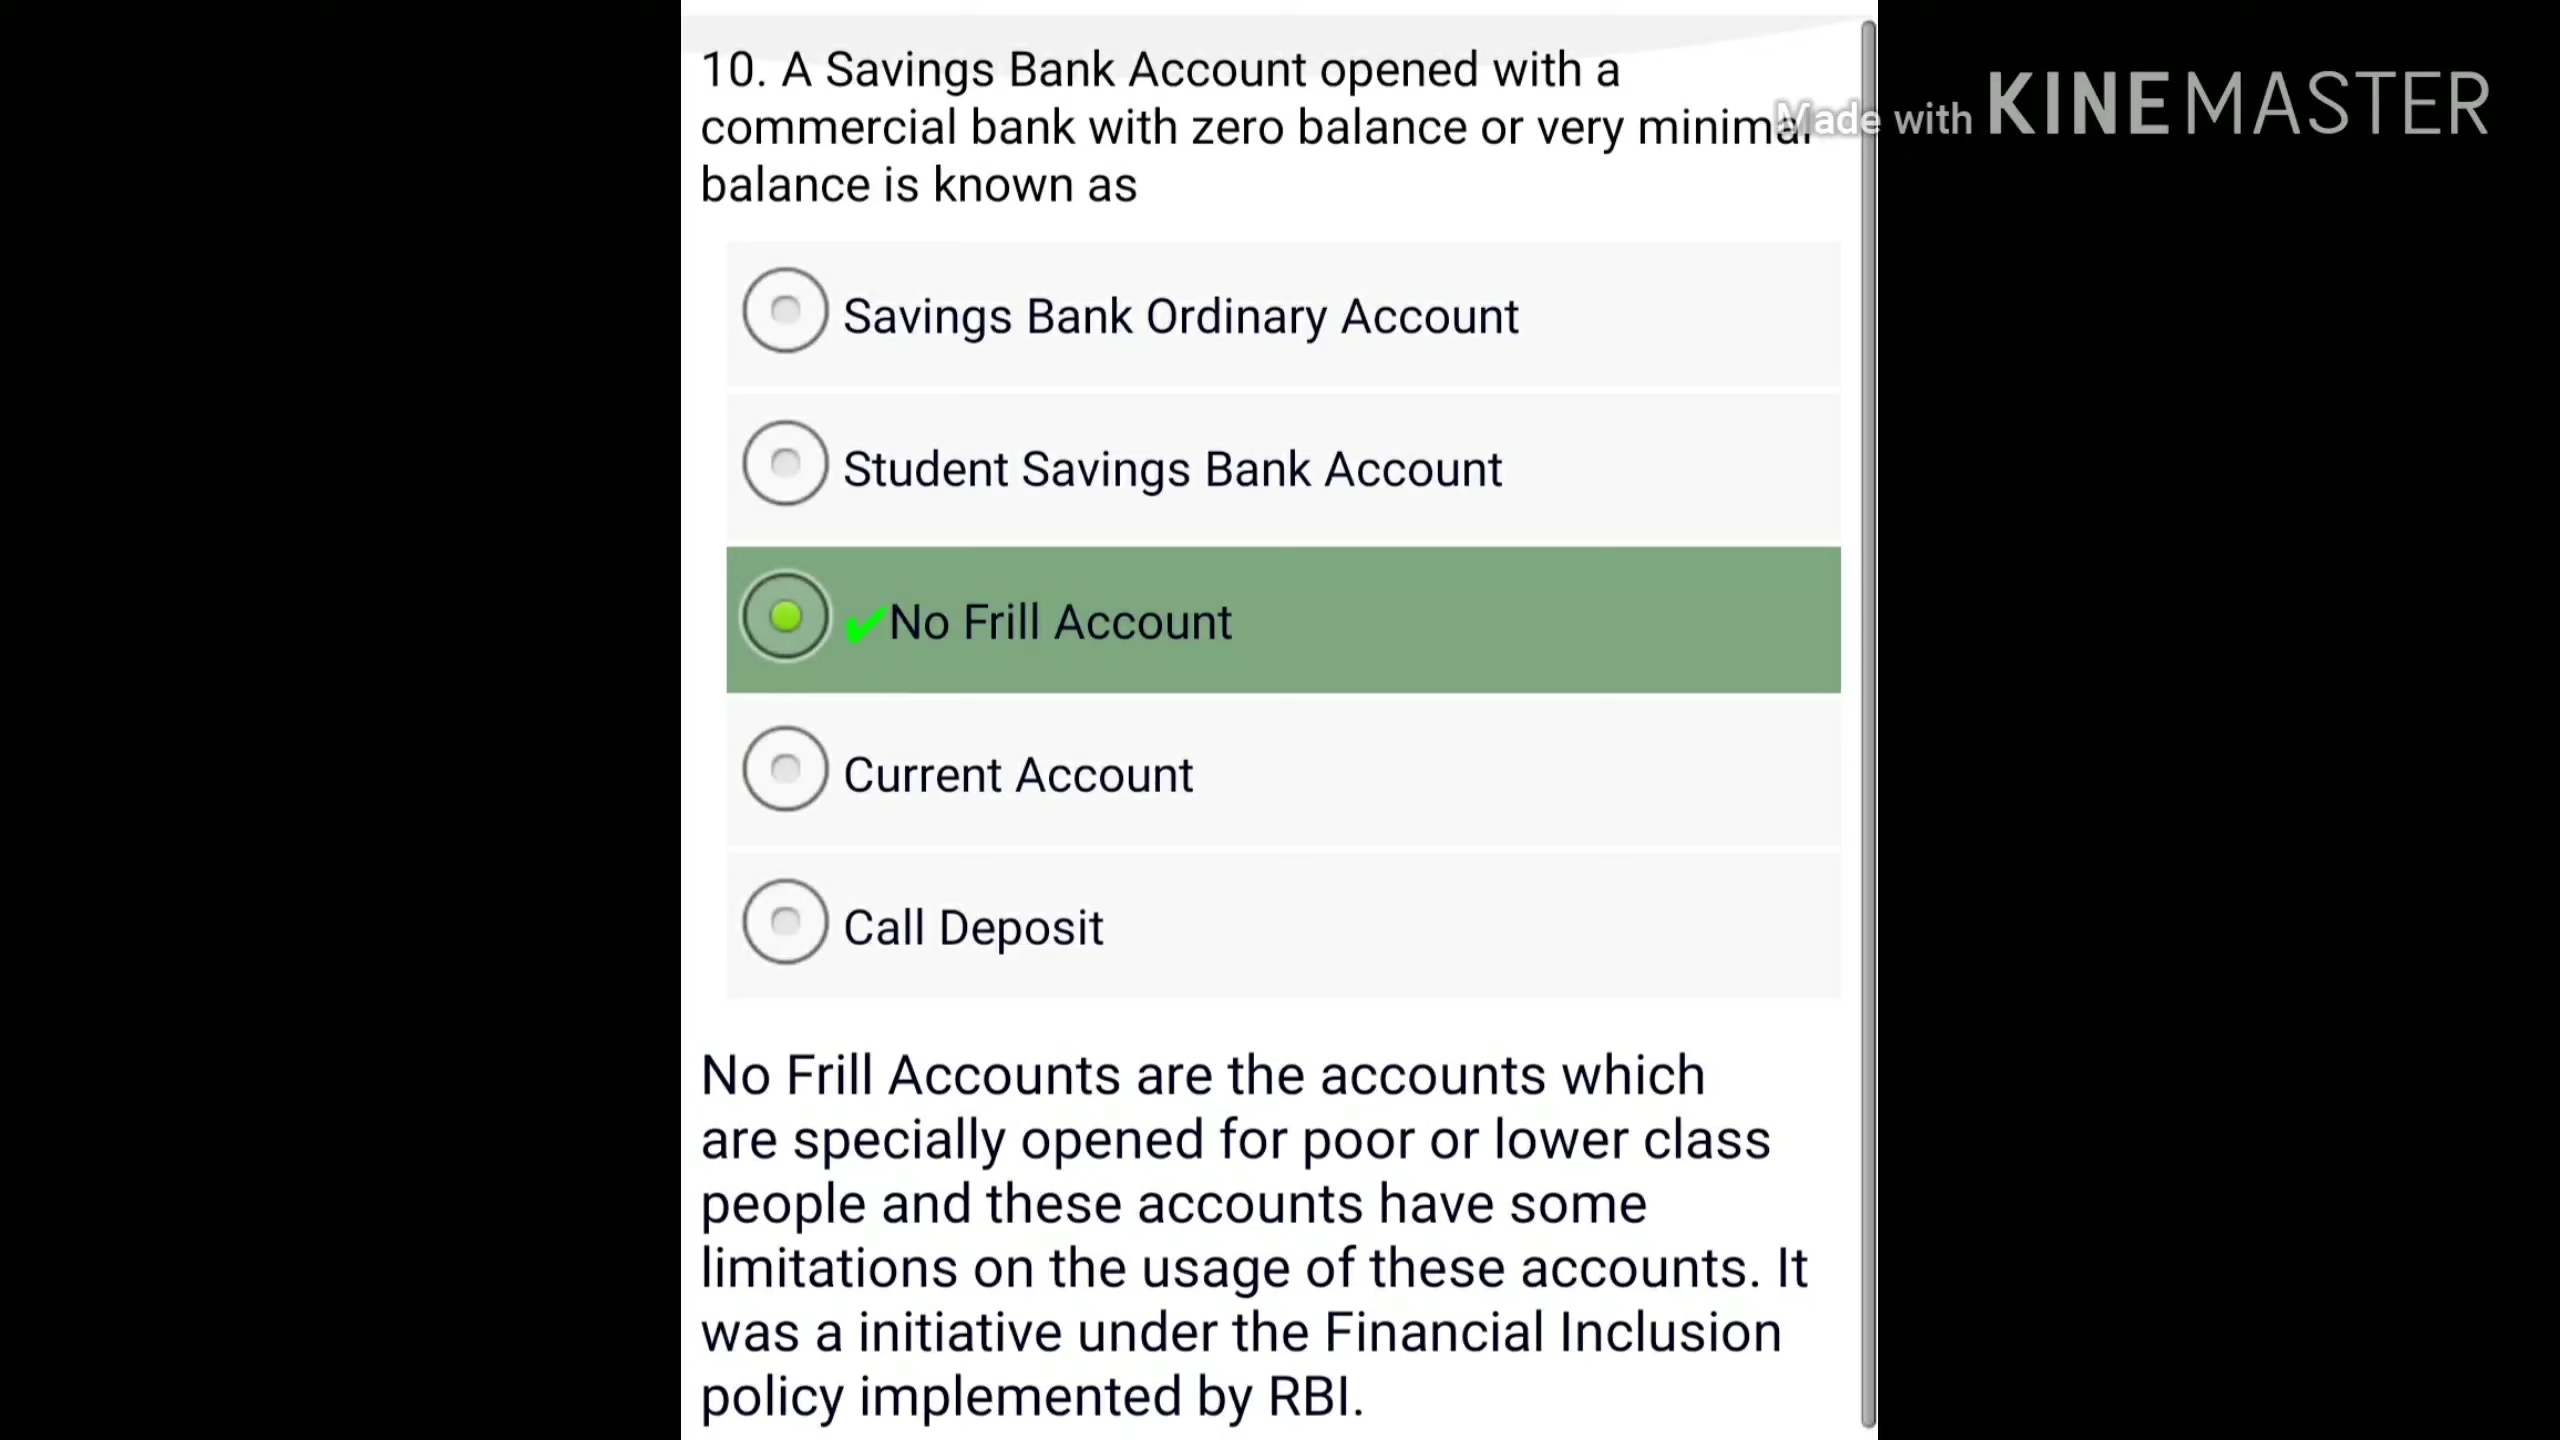 10. A Savings Bank Account opened with a
commercial bank with zero balance or very minimal
balance is known as
Made with KINEMASTER
Savings Bank Ordinary Account
Student Savings Bank Account
✔No Frill Account
Current Account
Call Deposit
No Frill Accounts are the accounts which
are specially opened for poor or lower class
people and these accounts have some
limitations on the usage of these accounts. It
was a initiative under the Financial Inclusion
policy implemented by RBI.